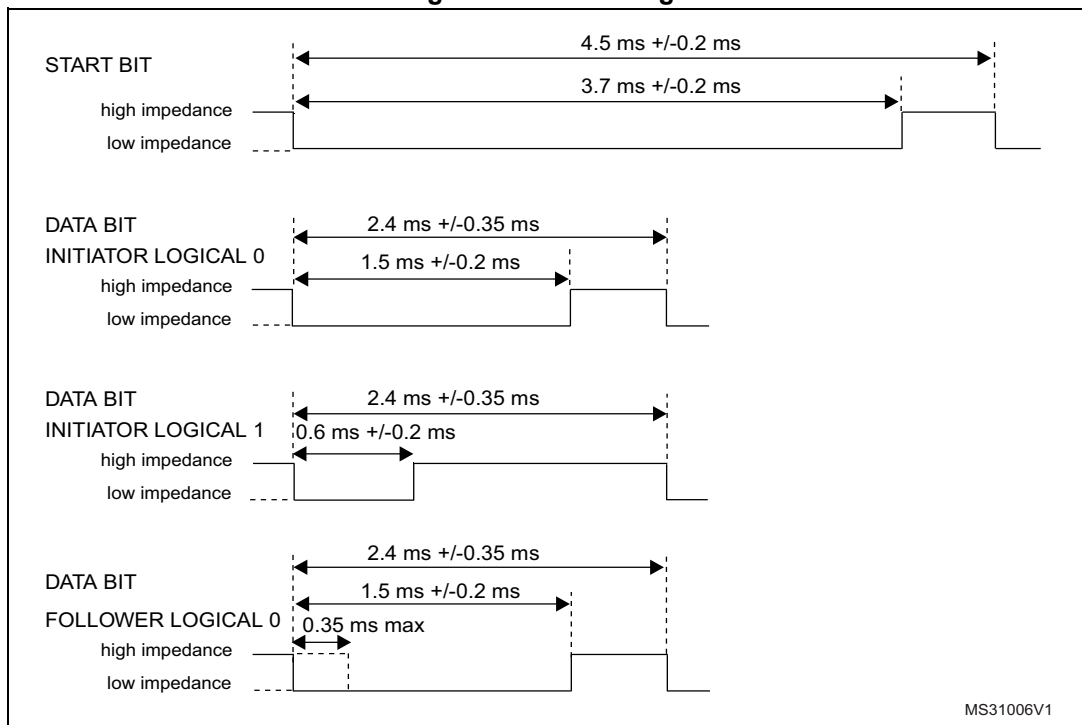 4.5 ms +/-0.2 ms
START BIT
3.7 ms +/-0.2 ms
high impedance
low impedance
DATA BIT
2.4 ms +/-0.35 ms
INITIATOR LOGICAL 0
1.5 ms +/-0.2 ms
high impedance
low impedance
DATA BIT
2.4 ms +/-0.35 ms
INITIATOR LOGICAL 1
0.6 ms +/-0.2 ms
high impedance
low impedance
2.4 ms +/-0.35 ms
DATA BIT
1.5 ms +/-0.2 ms
FOLLOWER LOGICAL 0
0.35 ms max
high impedance
low impedance
MS31006V1